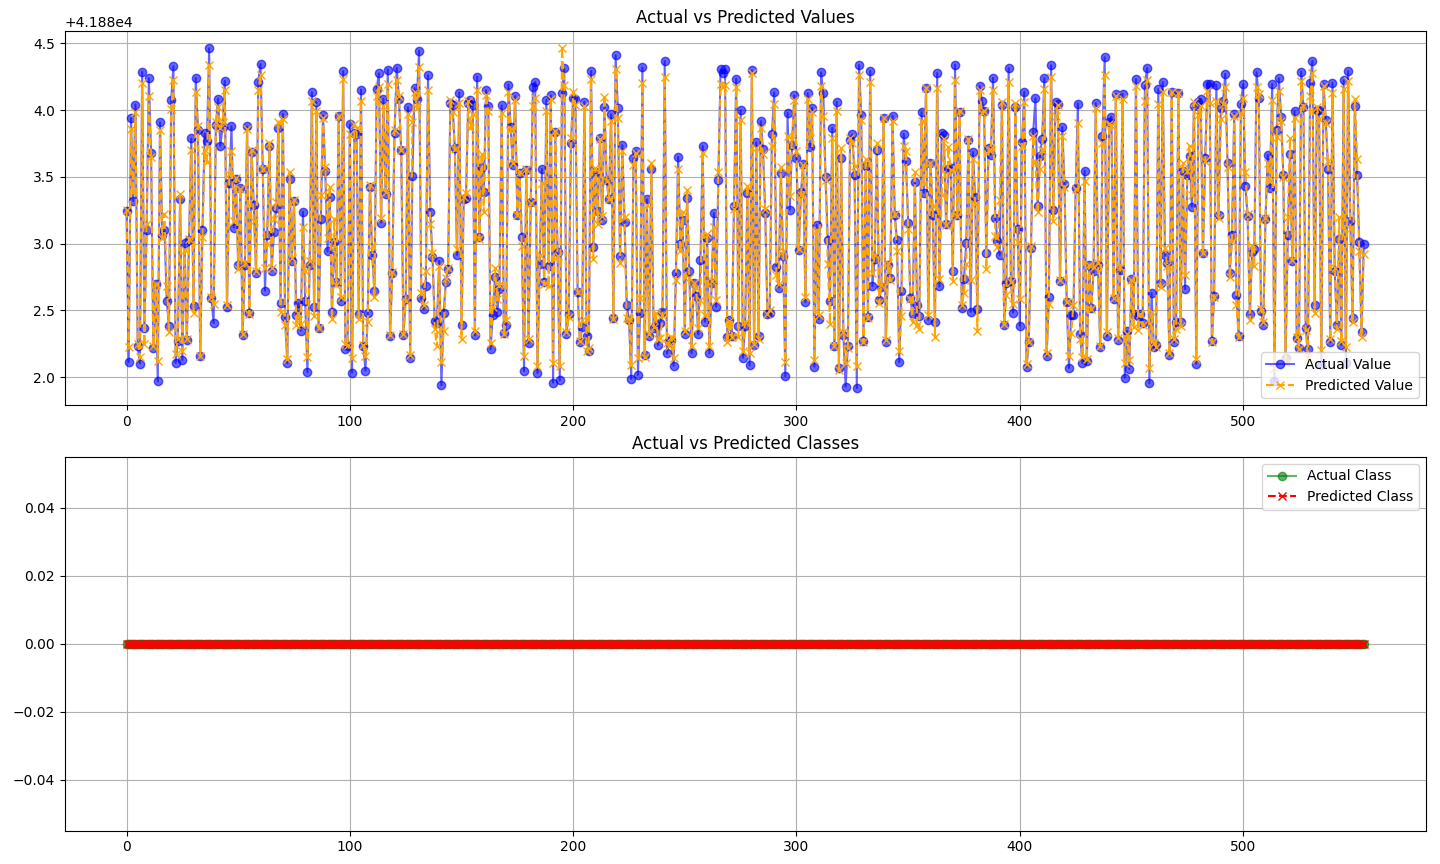 Actual vs Predicted Values
+4.188e4
4.5
4.0
3.5
3.0
2.5
2.0
Actual Value
Predicted Value
0 100 200 300 400 500
Actual vs Predicted Classes
Actual Class
Predicted Class
0.04
0.02
0.00
−0.02
−0.04
0 100 200 300 400 500